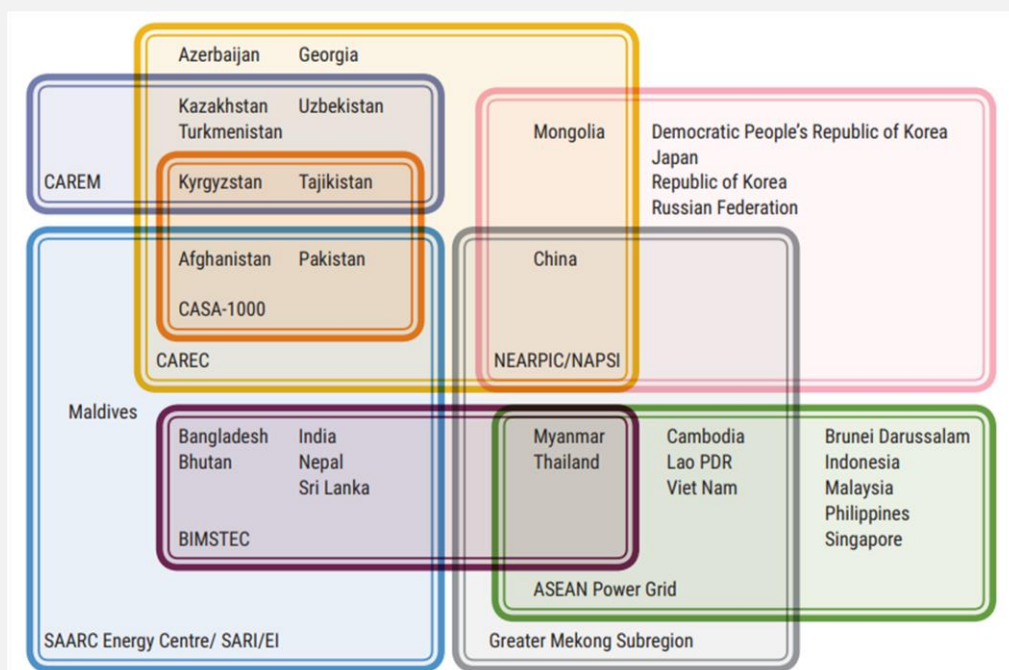 Azerbaijan Georgia
Kazakhstan Uzbekistan
Turkmenistan
CAREM
Kyrgyzstan Tajikistan
Mongolia
Democratic People's Republic of Korea
Japan
Republic of Korea
Russian Federation
Afghanistan Pakistan
CASA-1000
CAREC
China
NEARPIC/NAPSI
Maldives
Bangladesh India
Bhutan Nepal
Sri Lanka
BIMSTEC
Myanmar
Thailand
Cambodia
Lao PDR
Viet Nam
Brunei Darussalam
Indonesia
Malaysia
Philippines
Singapore
ASEAN Power Grid
SAARC Energy Centre/ SARI/EI
Greater Mekong Subregion